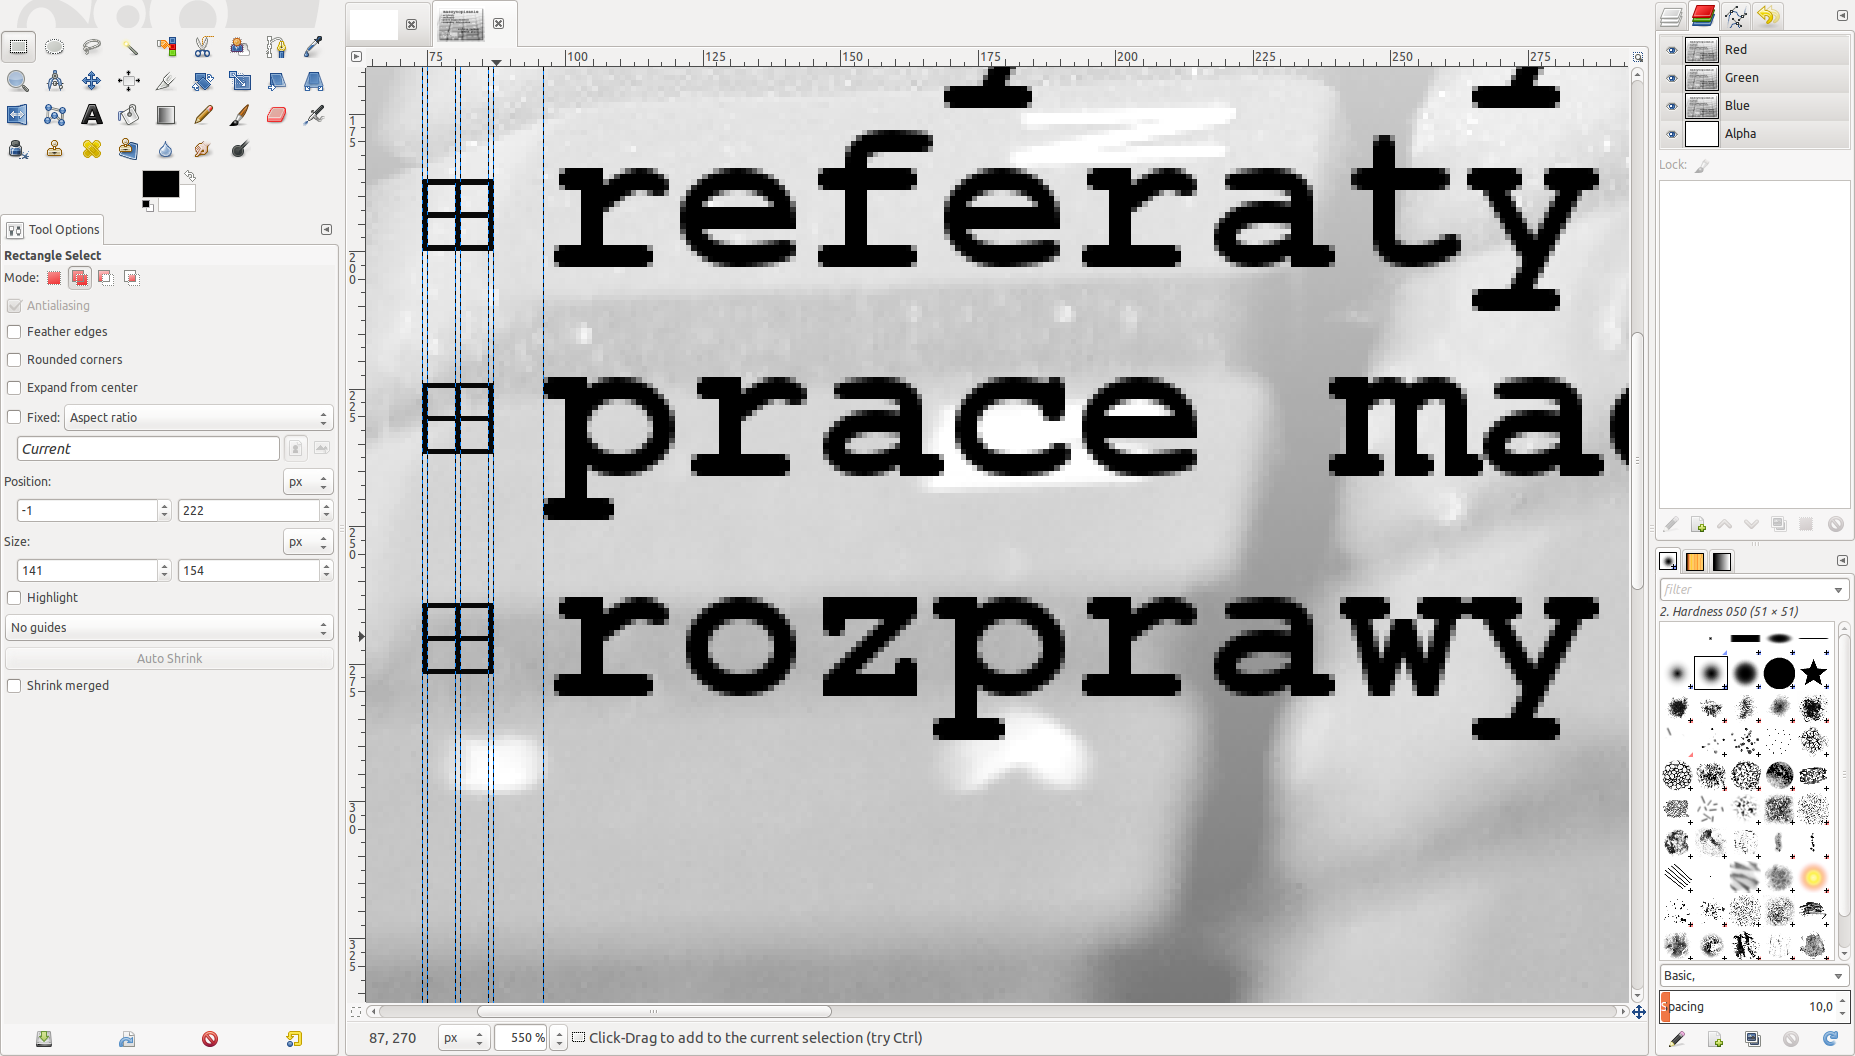 75 100 125 150 175 200 225 250 275
175
200
225
250
275
300
325
referaty
prace
rozprawy
Tool Options
Rectangle Select
Mode:
Antialiasing
Feather edges
Rounded corners
Expand from center
Fixed: Aspect ratio
Current
Position: px
-1 222
Size: px
141 154
Highlight
No guides
Auto Shrink
Shrink merged
87, 270 px 550 % Click-Drag to add to the current selection (try Ctrl)
Red
Green
Blue
Alpha
Lock:
filter
2. Hardness 050 (51 × 51)
Basic,
Spacing 10,0